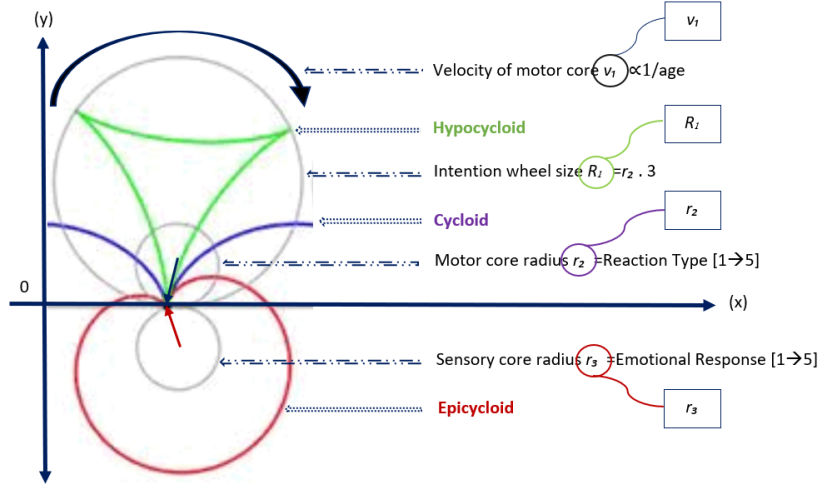 (y)
v₁
Velocity of motor core v₁ ∝1/age
Hypocycloid
R₁
Intention wheel size R₁=r₂ . 3
r₂
Cycloid
Motor core radius r₂ =Reaction Type [1→5]
0
(x)
Sensory core radius r₃ =Emotional Response [1→5]
Epicycloid
r₃